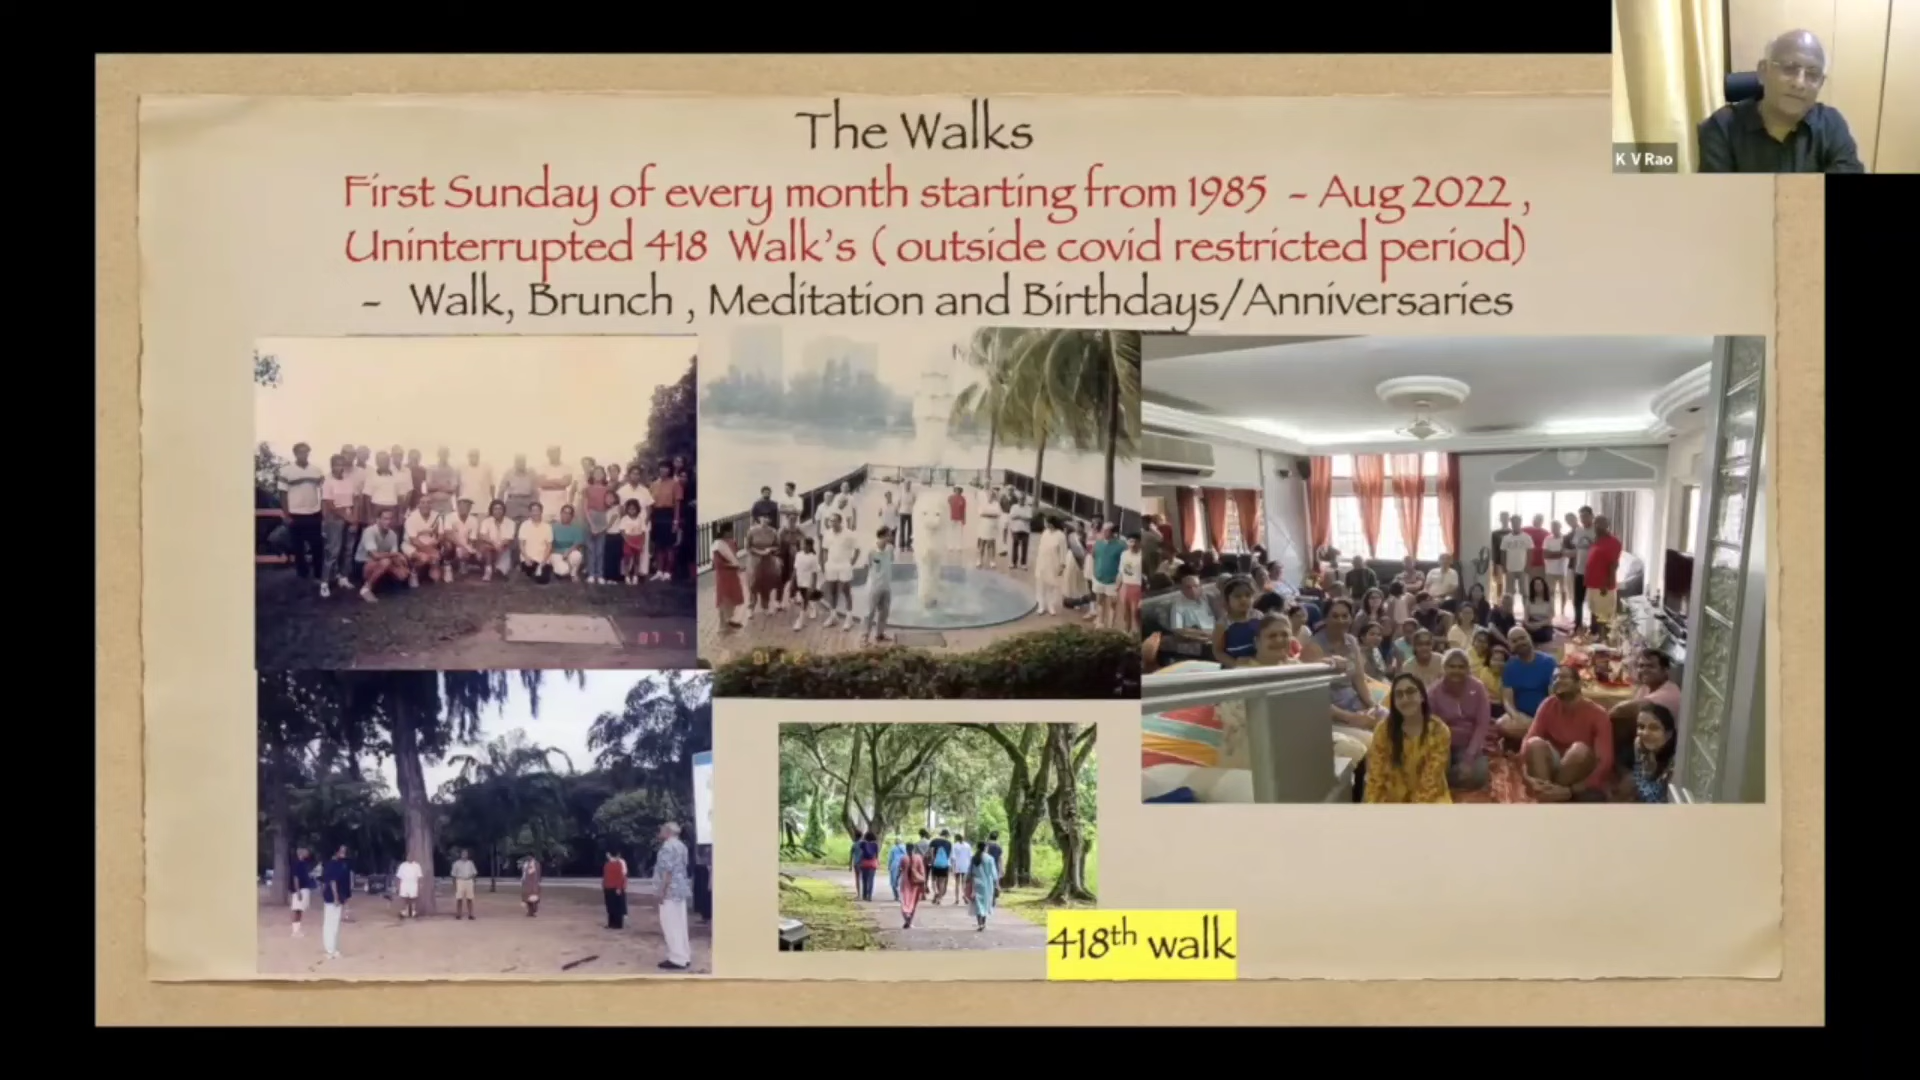 The Walks
First Sunday of every month starting from 1985 - Aug 2022 ,
Uninterrupted 418 Walk's ( outside covid restricted period)
- Walk, Brunch , Meditation and Birthdays/Anniversaries
K V Rao
418th walk